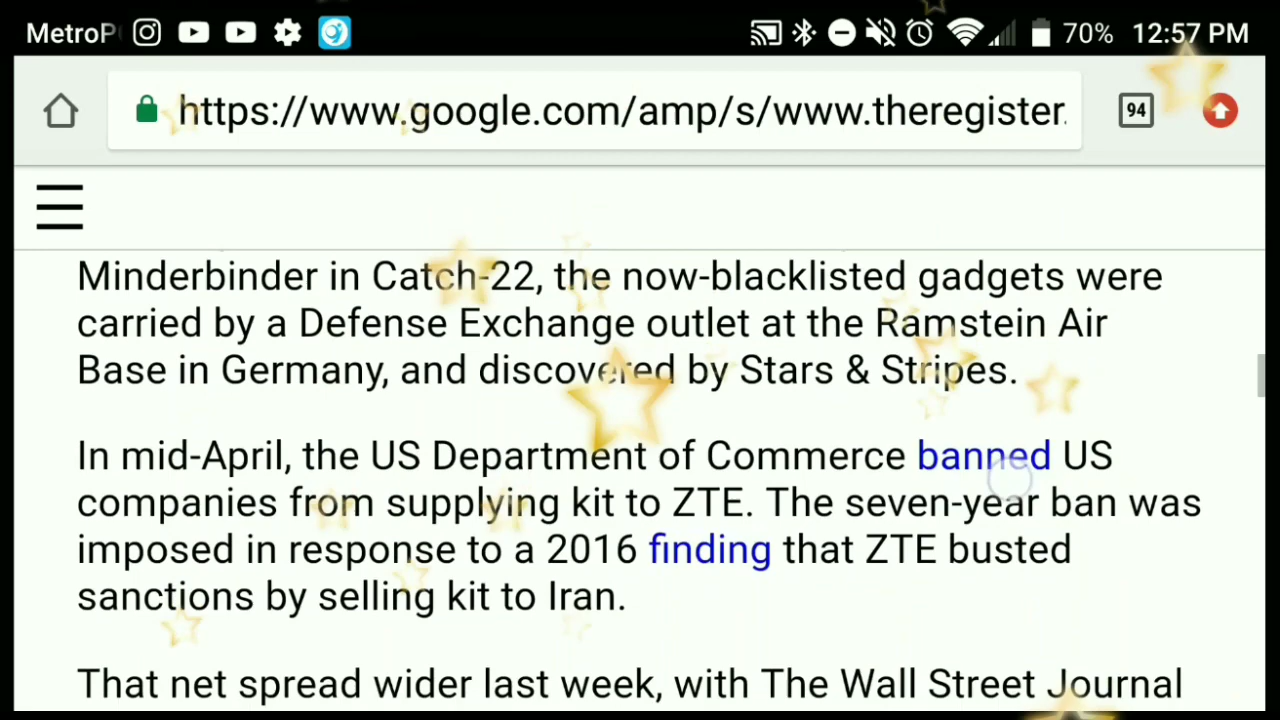 MetroP 70% 12:57 PM
https://www.google.com/amp/s/www.theregister. 94
Minderbinder in Catch-22, the now-blacklisted gadgets were
carried by a Defense Exchange outlet at the Ramstein Air
Base in Germany, and discovered by Stars & Stripes.
In mid-April, the US Department of Commerce banned US
companies from supplying kit to ZTE. The seven-year ban was
imposed in response to a 2016 finding that ZTE busted
sanctions by selling kit to Iran.
That net spread wider last week, with The Wall Street Journal